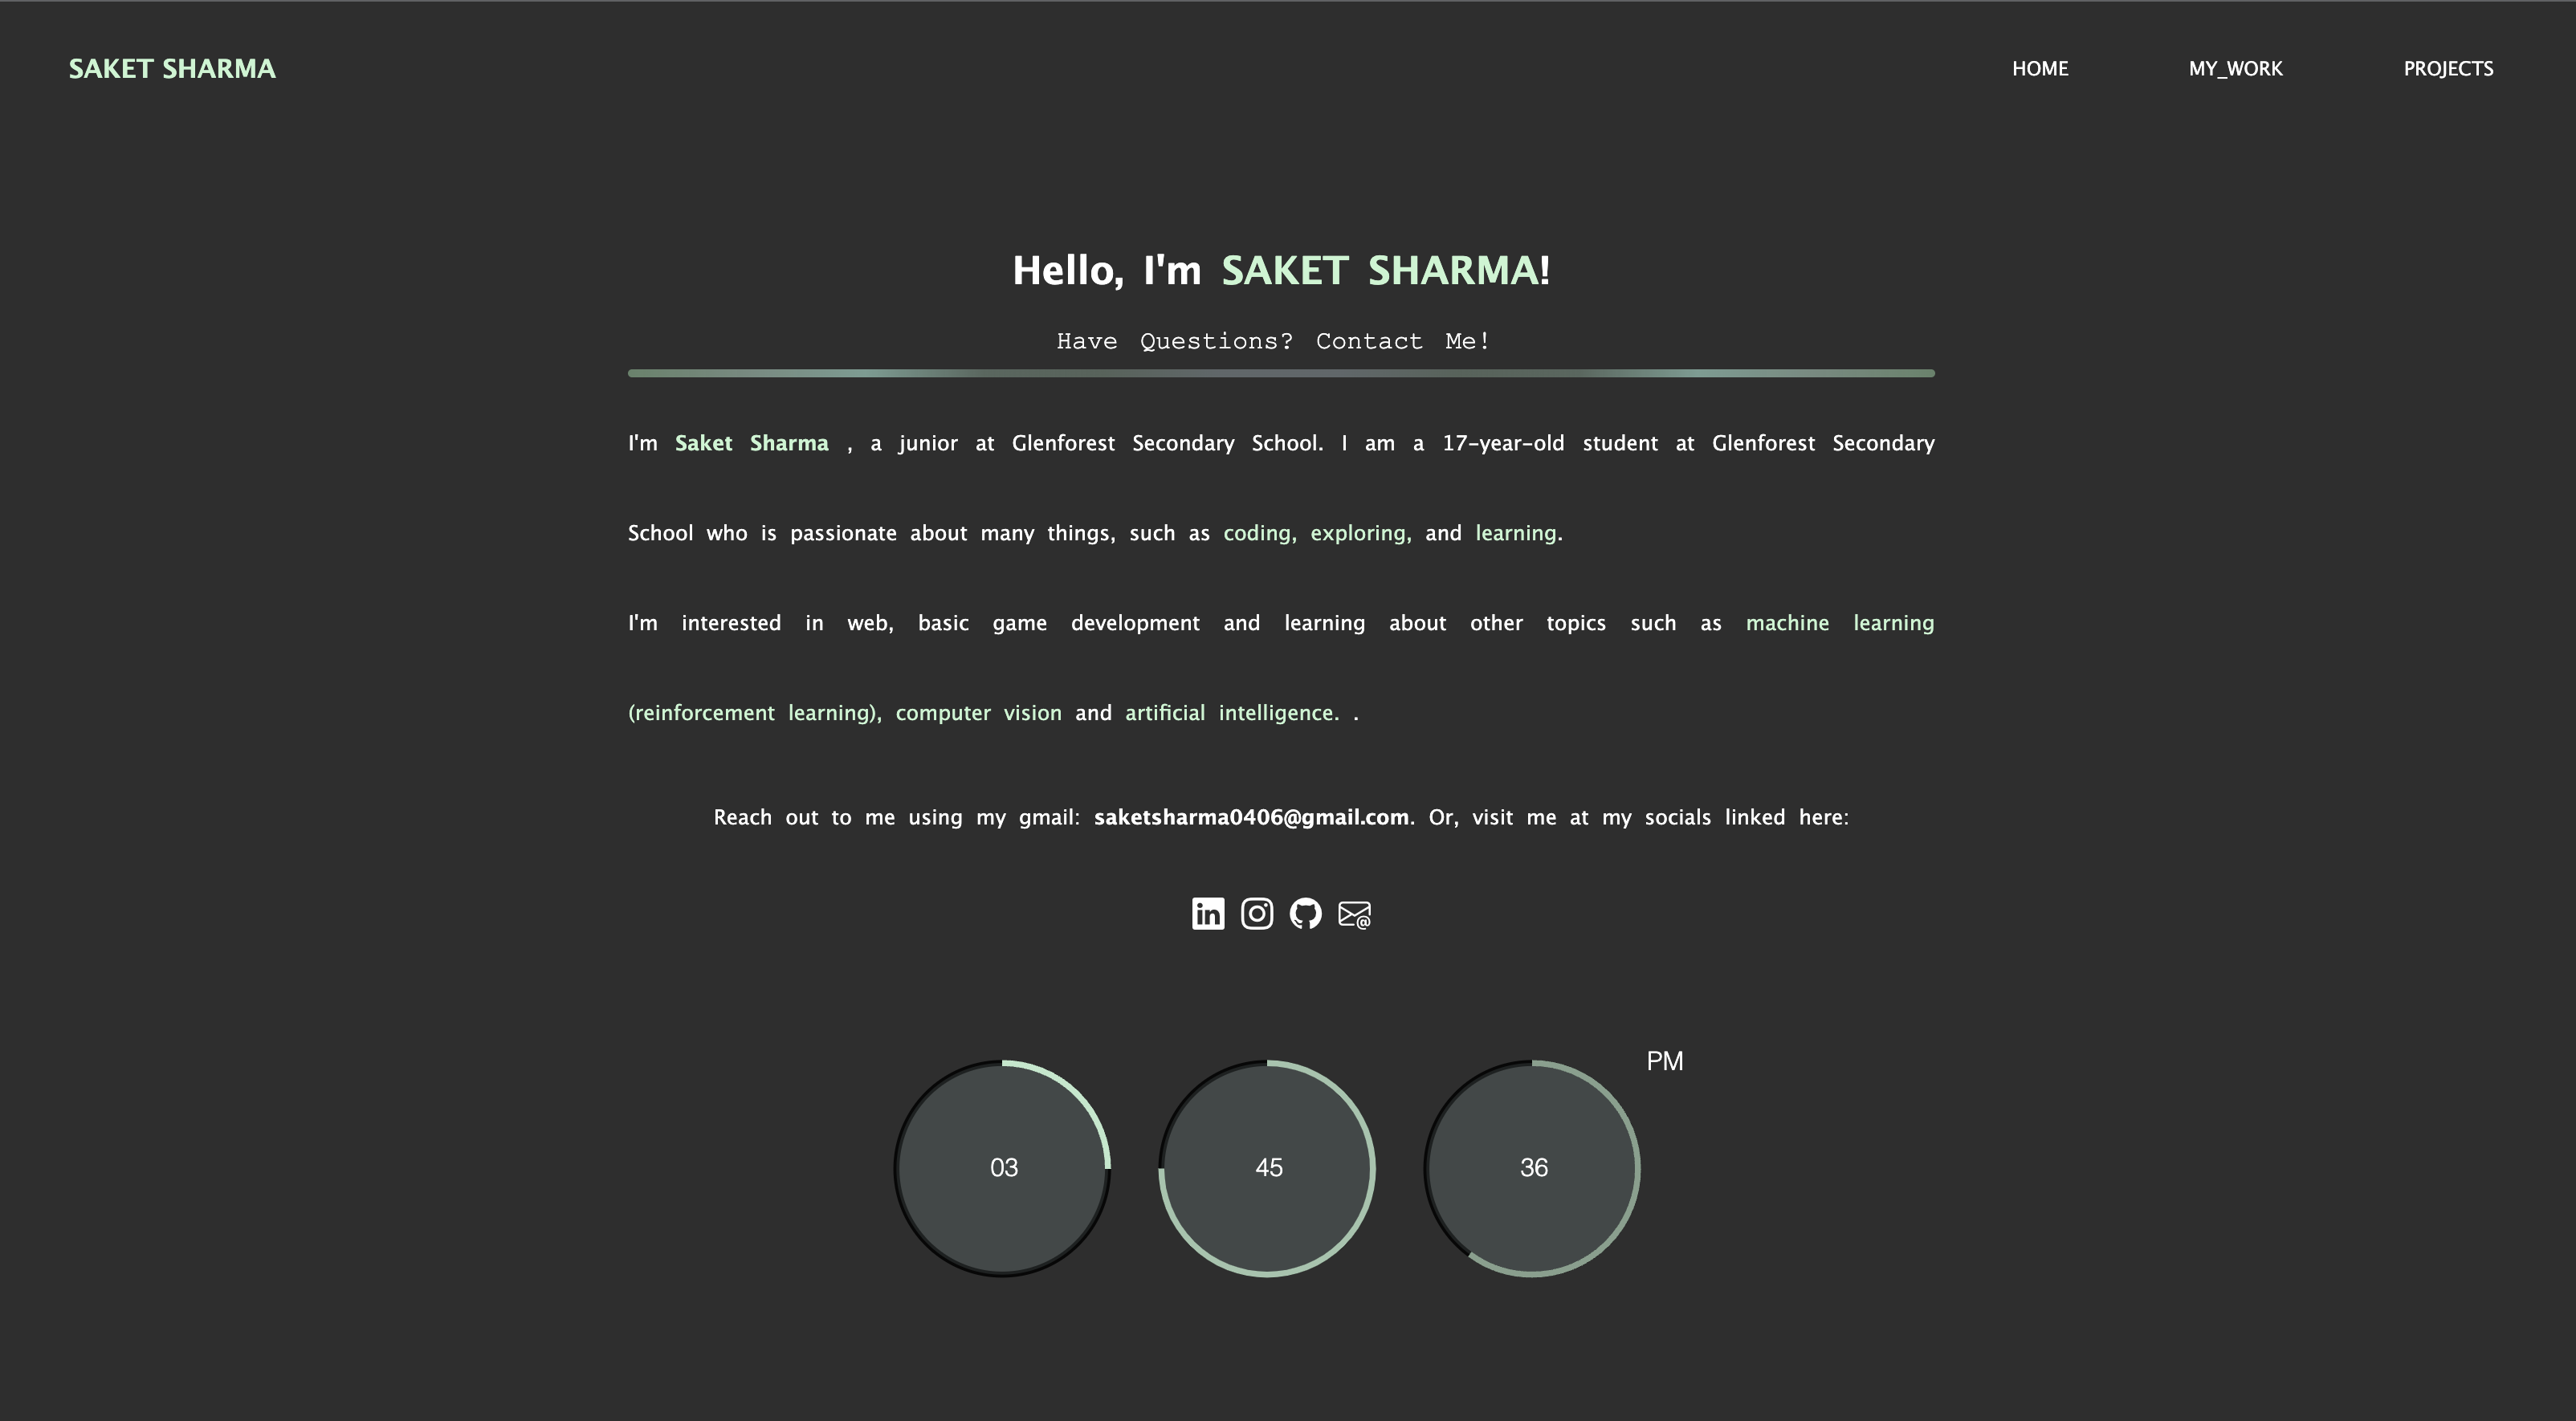 SAKET SHARMA
HOME MY_WORK PROJECTS
Hello, I'm SAKET SHARMA!
Have Questions? Contact Me!
I'm Saket Sharma , a junior at Glenforest Secondary School. I am a 17-year-old student at Glenforest Secondary
School who is passionate about many things, such as coding, exploring, and learning.
I'm interested in web, basic game development and learning about other topics such as machine learning
(reinforcement learning), computer vision and artificial intelligence. .
Reach out to me using my gmail: saketsharma0406@gmail.com. Or, visit me at my socials linked here:
in @
PM
03 45 36